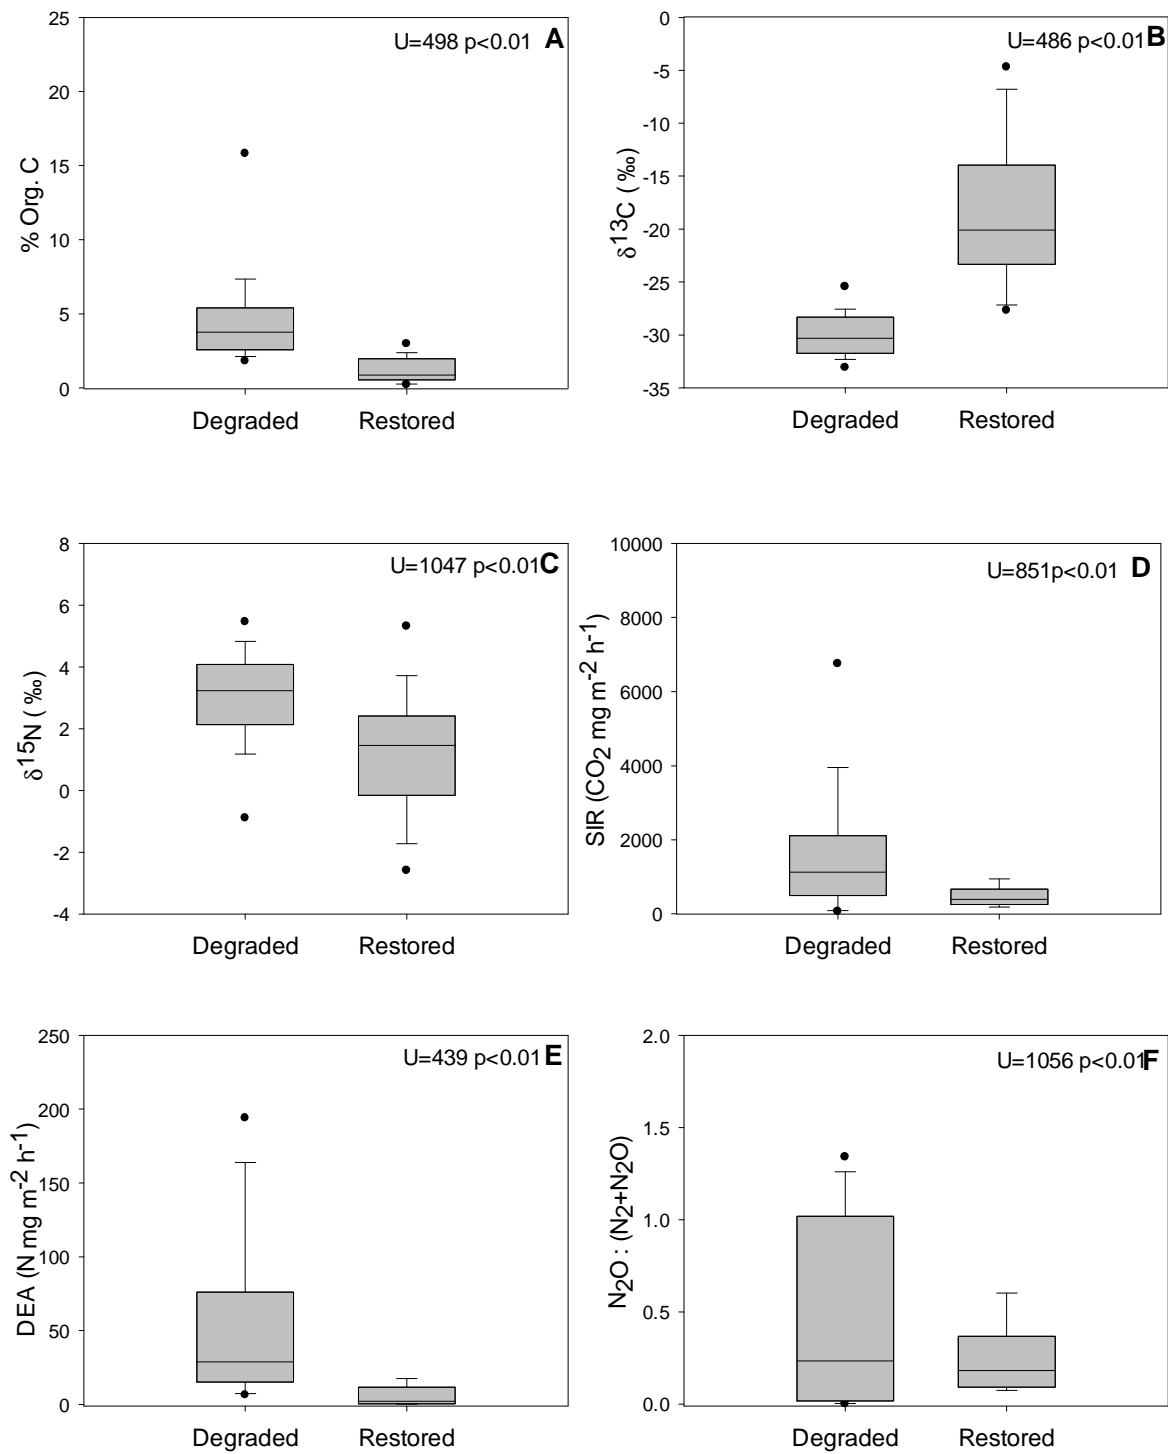 U=498 p<0.01 A
% Org. C
25
20
15
10
5
0
Degraded Restored
U=486 p<0.01 B
δ13C ( ‰)
0
-5
-10
-15
-20
-25
-30
-35
Degraded Restored
U=1047 p<0.01 C
δ15N ( ‰)
8
6
4
2
0
-2
-4
Degraded Restored
U=851p<0.01 D
SIR (CO2 mg m-2 h-1)
10000
8000
6000
4000
2000
0
Degraded Restored
U=439 p<0.01 E
DEA (N mg m-2 h-1)
250
200
150
100
50
0
Degraded Restored
U=1056 p<0.01 F
N2O : (N2+N2O)
2.0
1.5
1.0
0.5
0.0
Degraded Restored